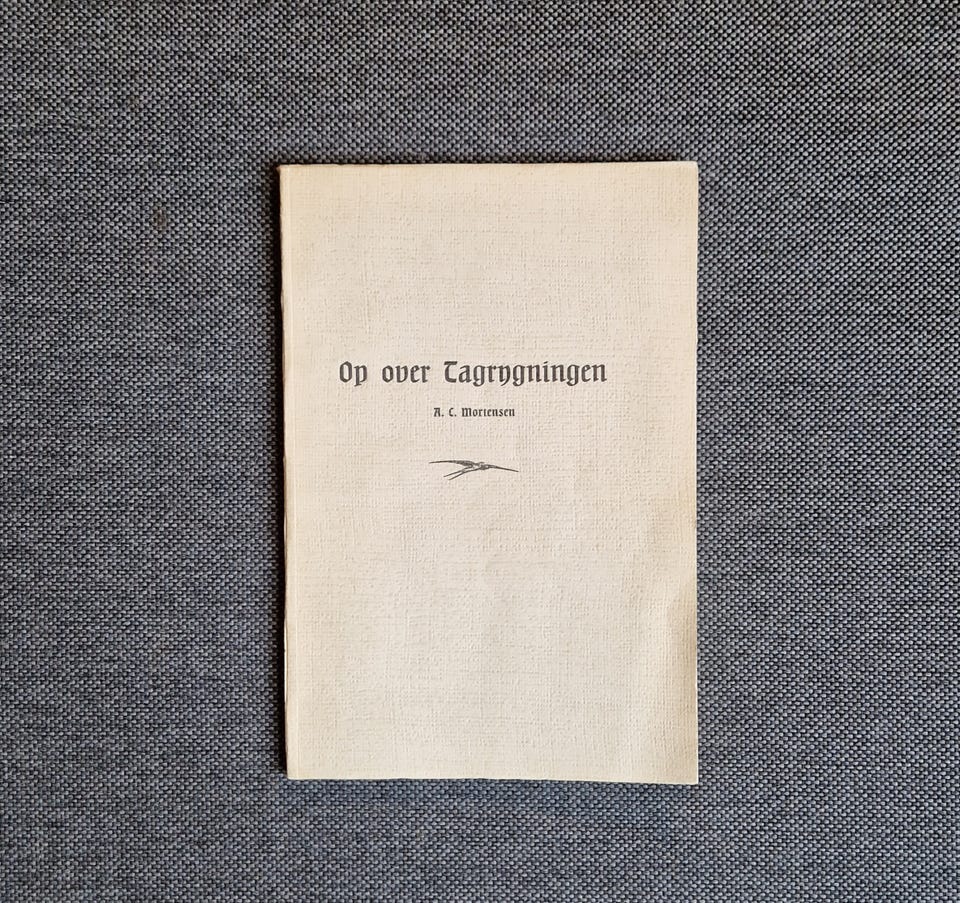 Op over Tagrygningen
A. C. Mortensen